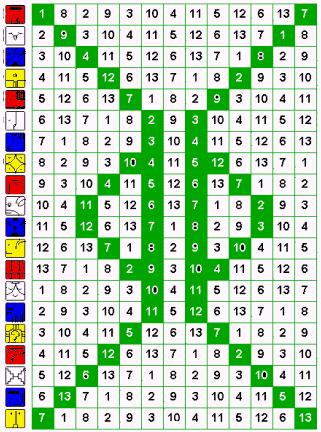 1 8 2 9 3 10 4 11 5 12 6 13 7
2 9 3 10 4 11 5 12 6 13 7 1 8
3 10 4 11 5 12 6 13 7 1 8 2 9
4 11 5 12 6 13 7 1 8 2 9 3 10
5 12 6 13 7 1 8 2 9 3 10 4 11
6 13 7 1 8 2 9 3 10 4 11 5 12
7 1 8 2 9 3 10 4 11 5 12 6 13
8 2 9 3 10 4 11 5 12 6 13 7 1
9 3 10 4 11 5 12 6 13 7 1 8 2
10 4 11 5 12 6 13 7 1 8 2 9 3
11 5 12 6 13 7 1 8 2 9 3 10 4
12 6 13 7 1 8 2 9 3 10 4 11 5
13 7 1 8 2 9 3 10 4 11 5 12 6
1 8 2 9 3 10 4 11 5 12 6 13 7
2 9 3 10 4 11 5 12 6 13 7 1 8
3 10 4 11 5 12 6 13 7 1 8 2 9
4 11 5 12 6 13 7 1 8 2 9 3 10
5 12 6 13 7 1 8 2 9 3 10 4 11
6 13 7 1 8 2 9 3 10 4 11 5 12
7 1 8 2 9 3 10 4 11 5 12 6 13